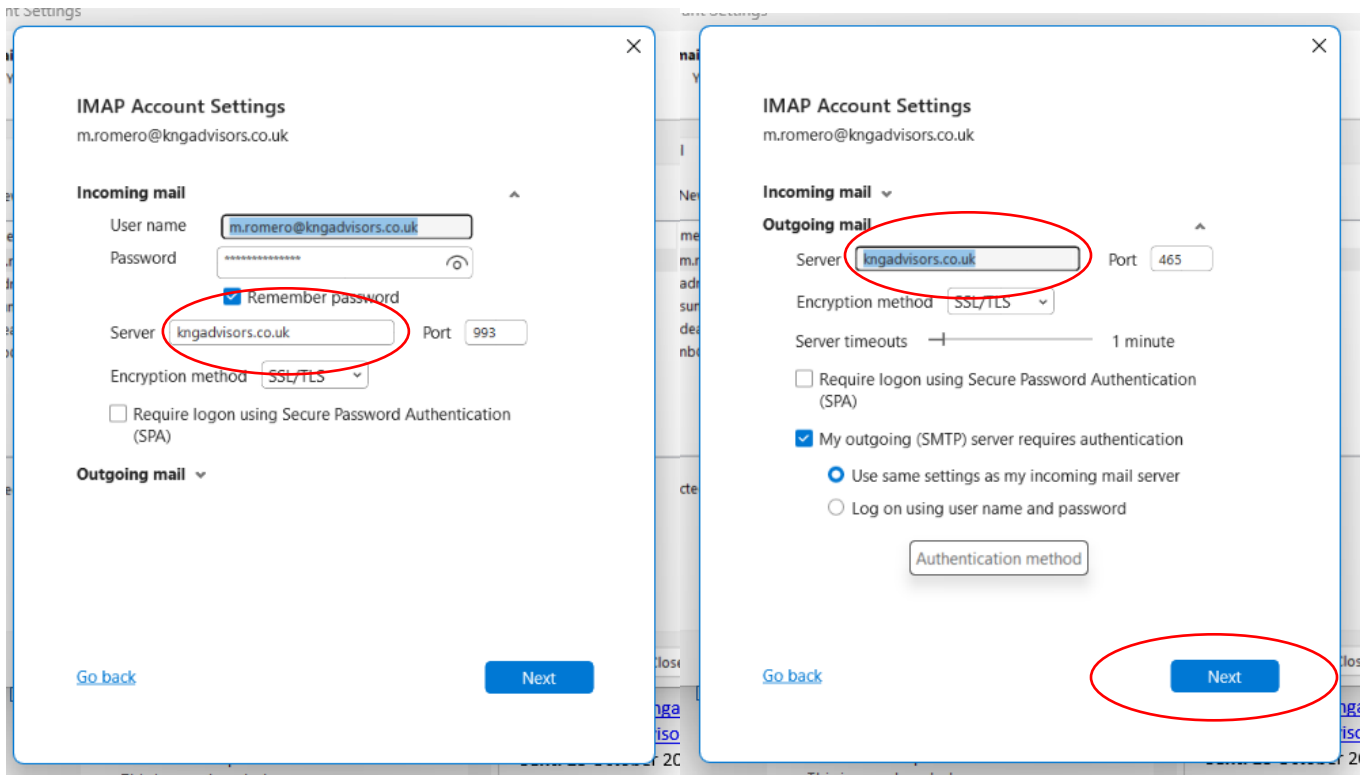 nt Settings
IMAP Account Settings
m.romero@kngadvisors.co.uk
Incoming mail
User name m.romero@kngadvisors.co.uk
Password **************
Remember password
Server kngadvisors.co.uk Port 993
Encryption method SSL/TLS
Require logon using Secure Password Authentication
(SPA)
Outgoing mail
Go back Next
IMAP Account Settings
m.romero@kngadvisors.co.uk
Incoming mail
Outgoing mail
Server kngadvisors.co.uk Port 465
Encryption method SSL/TLS
Server timeouts 1 minute
Require logon using Secure Password Authentication
(SPA)
My outgoing (SMTP) server requires authentication
Use same settings as my incoming mail server
Log on using user name and password
Authentication method
Go back Next